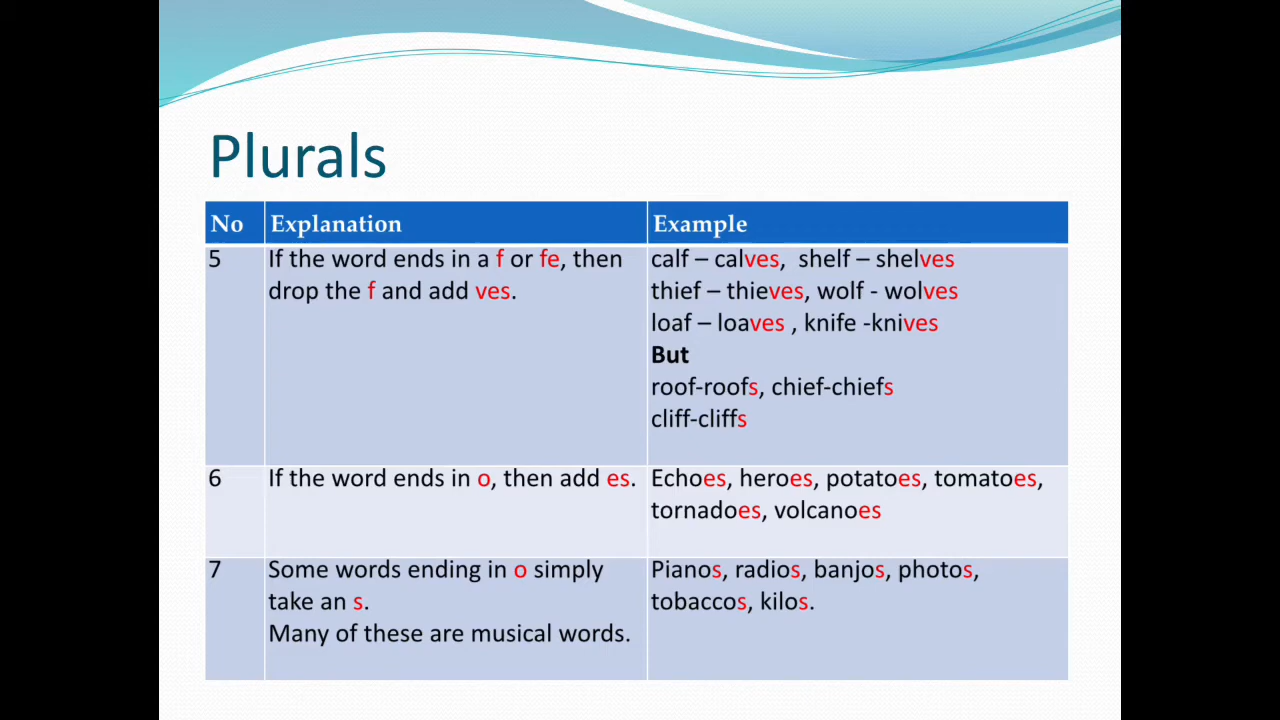 Plurals
No Explanation Example
5 If the word ends in a f or fe, then drop the f and add ves.
calf – calves,  shelf – shelves
thief – thieves, wolf - wolves
loaf – loaves , knife -knives
But
roof-roofs, chief-chiefs
cliff-cliffs
6 If the word ends in o, then add es.
Echoes, heroes, potatoes, tomatoes,
tornadoes, volcanoes
7 Some words ending in o simply
take an s.
Many of these are musical words.
Pianos, radios, banjos, photos,
tobaccos, kilos.